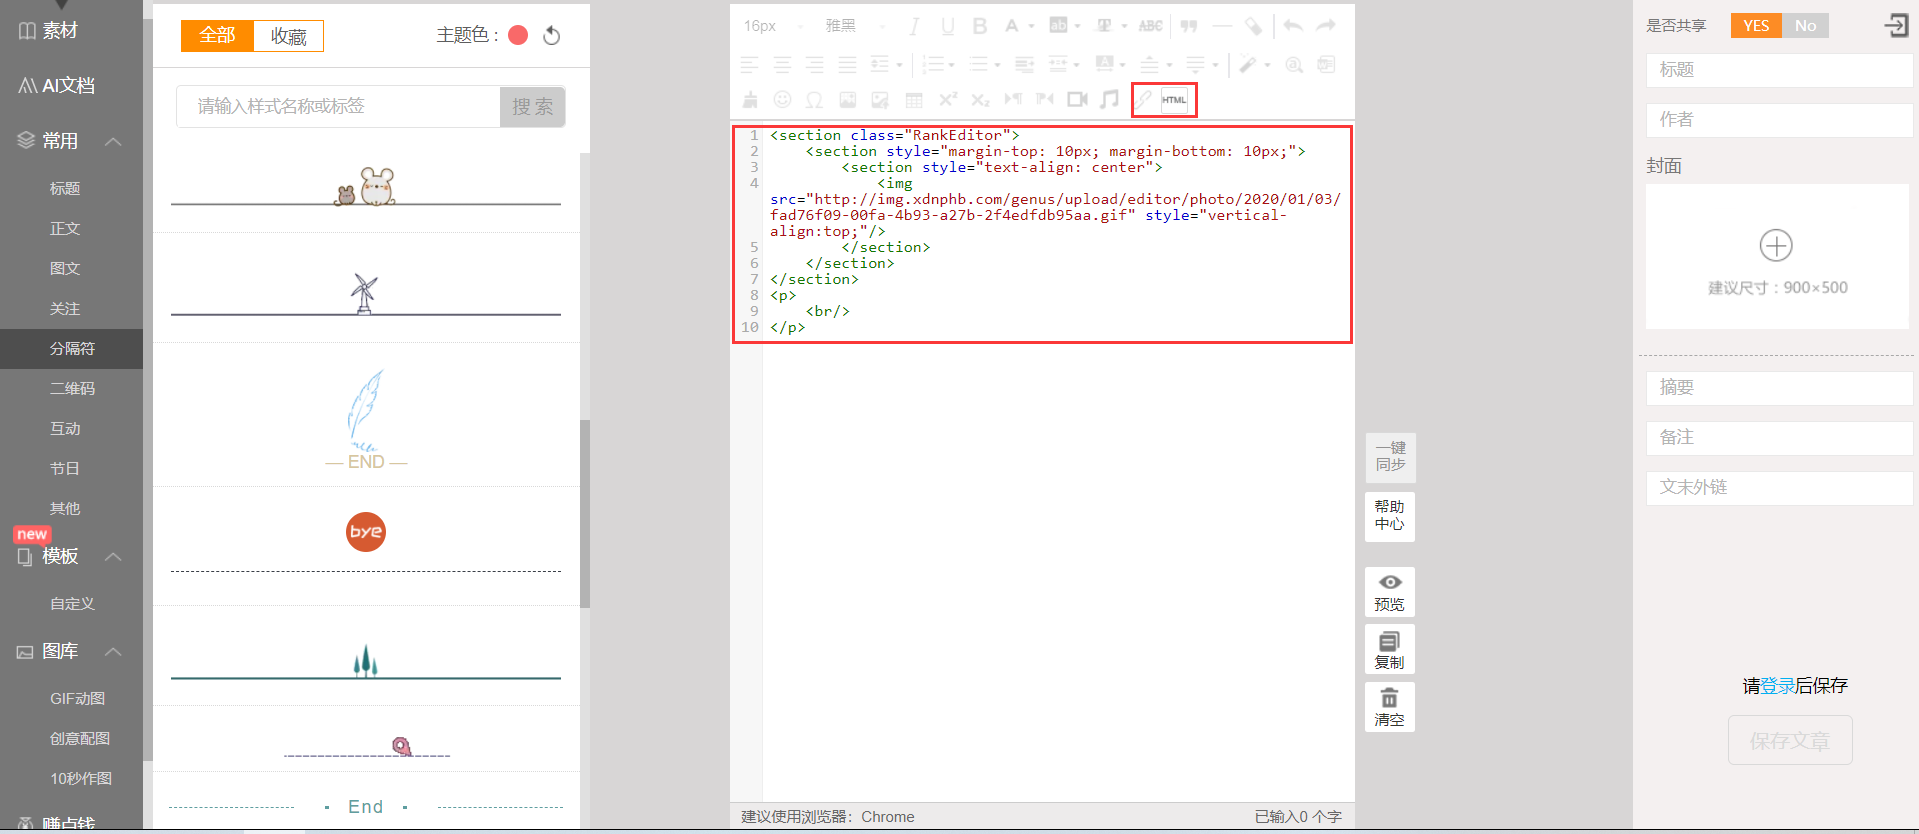 素材
AI文档
常用
标题
正文
图文
关注
分隔符
二维码
互动
节日
其他
new
模板
自定义
图库
GIF动图
创意配图
10秒作图
赚点钱
全部
收藏
主题色：
请输入样式名称或标签
搜 索
new
— END —
bye
End
16px
雅黑
I U B A ab T ABC
HTML
1 <section class="RankEditor">
2 <section style="margin-top: 10px; margin-bottom: 10px;">
3 <section style="text-align: center">
4 <img
src="http://img.xdnphb.com/genus/upload/editor/photo/2020/01/03/
fad76f09-00fa-4b93-a27b-2f4edfdb95aa.gif" style="vertical-
align:top;"/>
5 </section>
6 </section>
7 </section>
8 <p>
9 <br/>
10 </p>
建议使用浏览器：Chrome
已输入0 个字
一键
同步
帮助
中心
预览
复制
清空
是否共享
YES
No
标题
作者
封面
建议尺寸：900×500
摘要
备注
文末外链
请登录后保存
保存文章